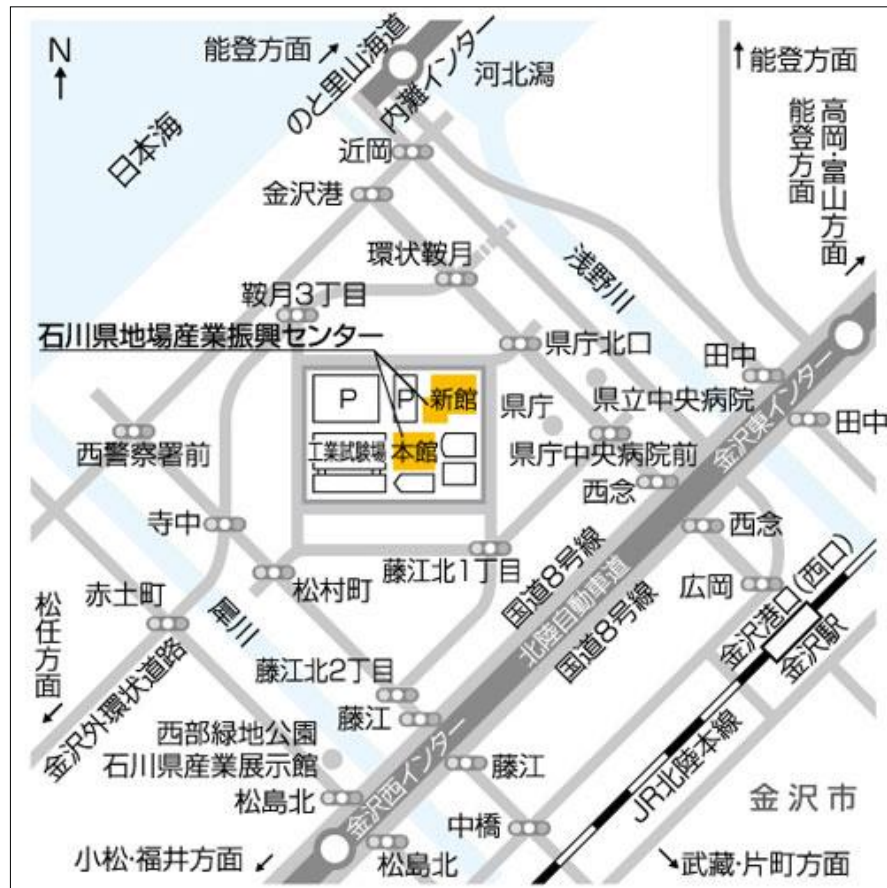 N
能登方面
のと里山海道
内灘インター
河北潟
能登方面
高岡・富山方面
能登方面
日本海
近岡
金沢港
環状鞍月
浅野川
鞍月3丁目
石川県地場産業振興センター
県庁北口
田中
P
P
新館
県庁
県立中央病院
金沢東インター
田中
西警察署前
工業試験場
本館
県庁中央病院前
西念
寺中
西念
藤江北1丁目
国道8号線
北陸自動車道
国道8号線
広岡
金沢港口(西口)
金沢駅
松村町
赤土町
松任方面
犀川
金沢外環状道路
藤江北2丁目
藤江
西部緑地公園
石川県産業展示館
藤江
松島北
金沢西インター
JR北陸本線
金沢市
中橋
小松・福井方面
松島北
武蔵・片町方面